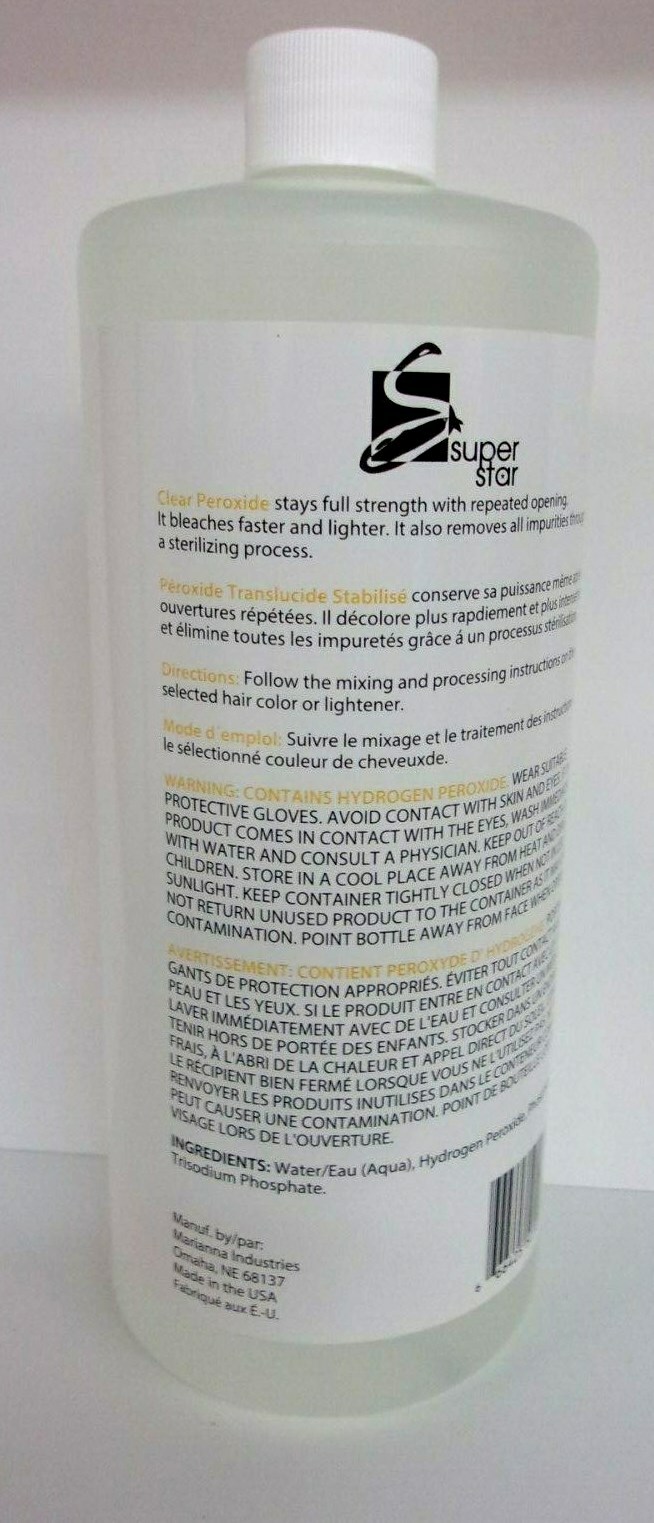 super
star
Clear Peroxide stays full strength with repeated opening.
It bleaches faster and lighter. It also removes all impurities
a sterilizing process.
Péroxide Translucide Stabilisé conserve sa puissance même
ouvertures répétées. Il décolore plus rapdiement et plus
et élimine toutes les impuretés grâce á un processus
Directions: Follow the mixing and processing instructions on
selected hair color or lightener.
Mode d'emploi: Suivre le mixage et le traitement des
le sélectionné couleur de cheveuxde.
WARNING: CONTAINS HYDROGEN PEROXIDE. WEAR
PROTECTIVE GLOVES. AVOID CONTACT WITH SKIN AND EYES.
PRODUCT COMES IN CONTACT WITH THE EYES, WASH
WITH WATER AND CONSULT A PHYSICIAN. KEEP OUT OF
CHILDREN. STORE IN A COOL PLACE AWAY FROM HEAT AND
SUNLIGHT. KEEP CONTAINER TIGHTLY CLOSED WHEN NOT
NOT RETURN UNUSED PRODUCT TO THE CONTAINER AS IT
CONTAMINATION. POINT BOTTLE AWAY FROM FACE WHEN
AVERTISSEMENT: CONTIENT PEROXYDE D' HYDROGENE.
GANTS DE PROTECTION APPROPRIÉS. ÉVITER TOUT
PEAU ET LES YEUX. SI LE PRODUIT ENTRE EN CONTACT AVEC
LAVER IMMÉDIATEMENT AVEC DE L'EAU ET CONSULTER UN
TENIR HORS DE PORTÉE DES ENFANTS. STOCKER DANS UN
FRAIS, À L'ABRI DE LA CHALEUR ET APPEL DIRECT DU
LE RÉCIPIENT BIEN FERMÉ LORSQUE VOUS NE L'UTILISEZ
RENVOYER LES PRODUITS INUTILISES DANS LE CONTENEUR
PEUT CAUSER UNE CONTAMINATION. POINT DE BOUTEILLE
VISAGE LORS DE L'OUVERTURE.
INGREDIENTS: Water/Eau (Aqua), Hydrogen Peroxide,
Trisodium Phosphate.
Manuf. by/par:
Marianna Industries
Omaha, NE 68137
Made in the USA
Fabriqué aux É.-U.